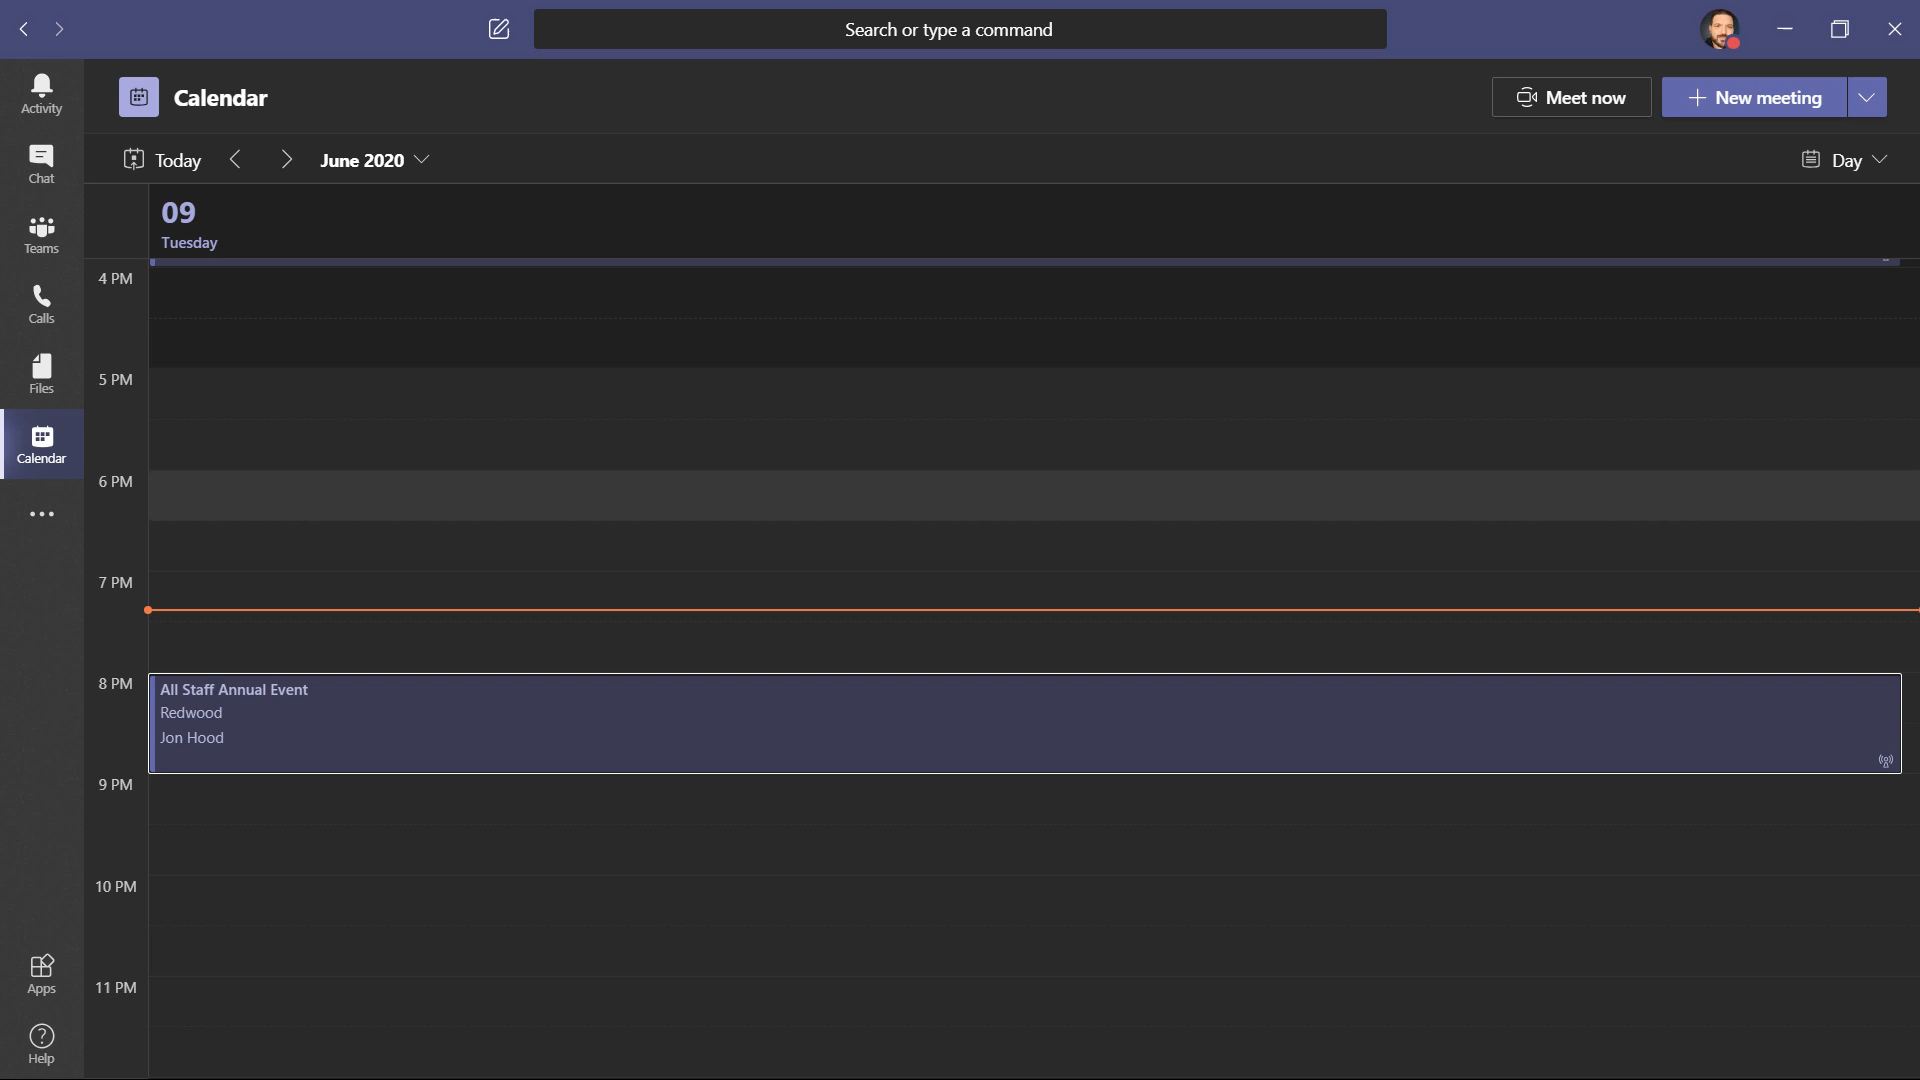 Search or type a command
Activity
Chat
Teams
Calls
Files
Calendar
Apps
Help
Calendar
Meet now
New meeting
Today
June 2020
Day
09
Tuesday
4 PM
5 PM
6 PM
7 PM
8 PM
All Staff Annual Event
Redwood
Jon Hood
9 PM
10 PM
11 PM